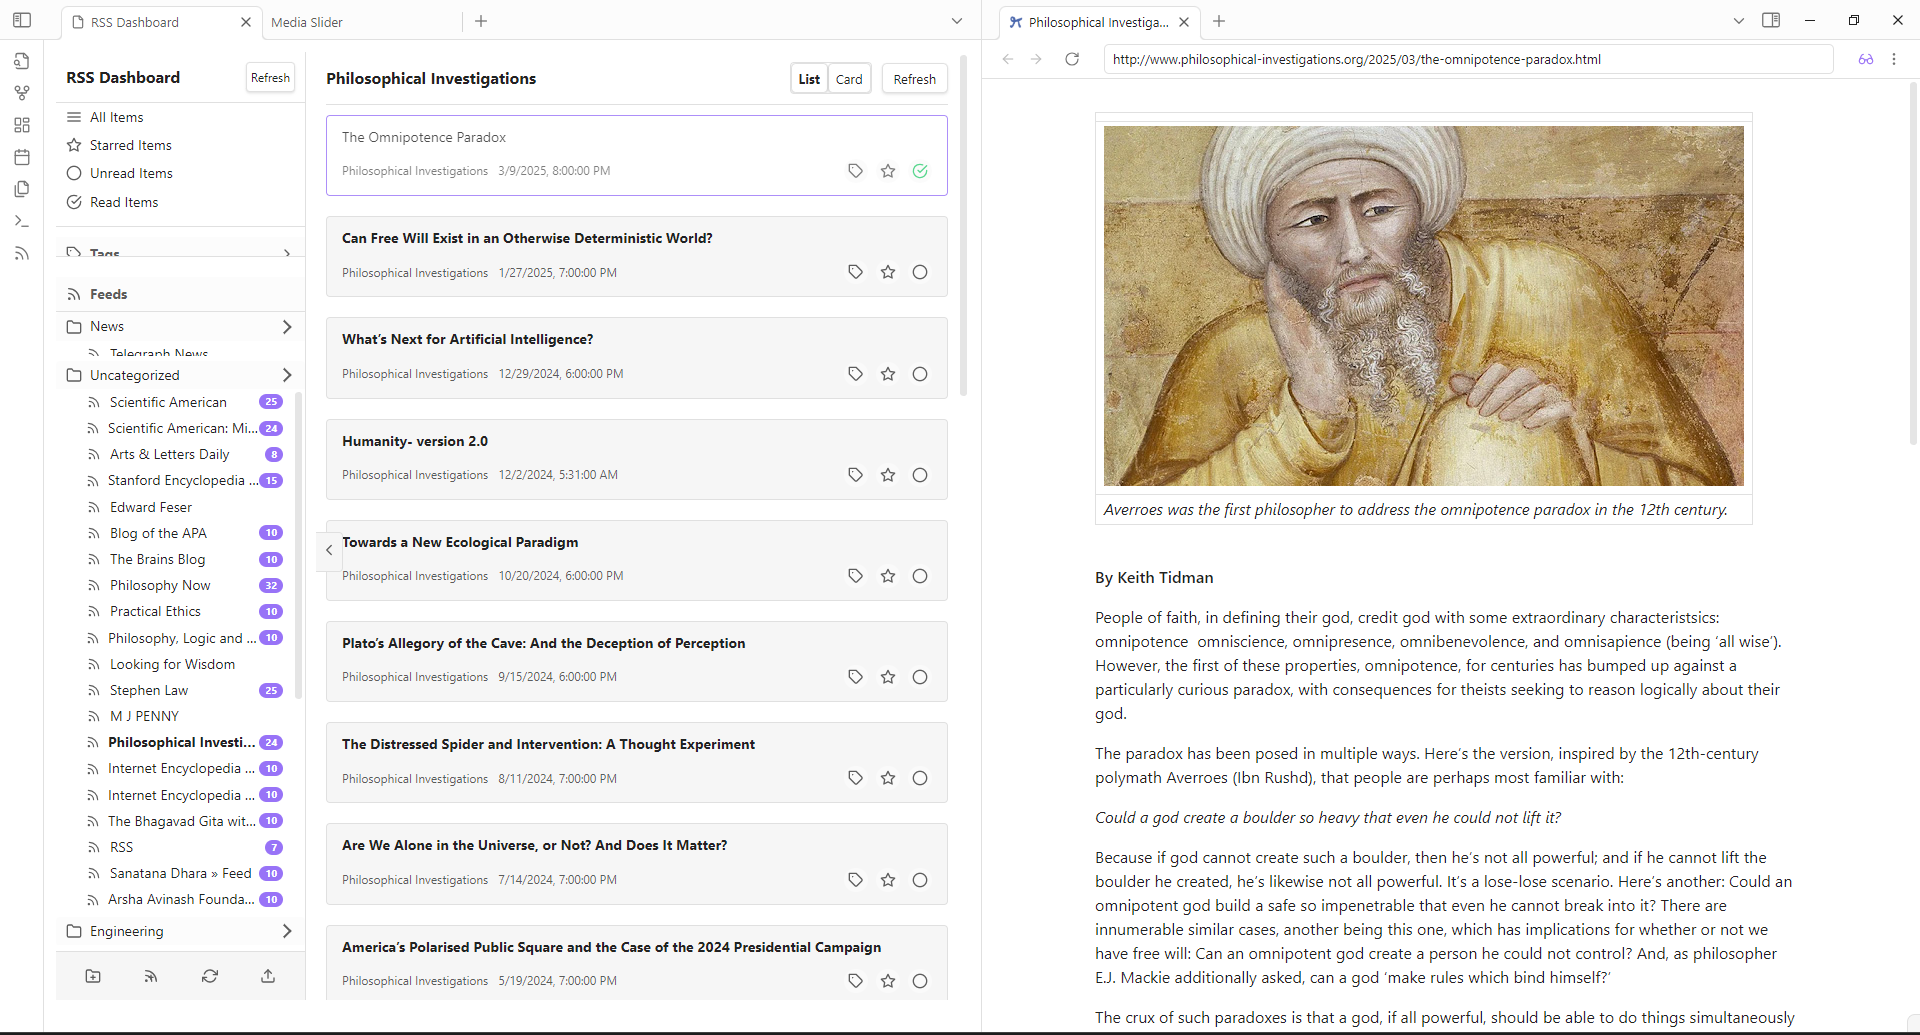 RSS Dashboard
Media Slider
Philosophical Investiga...
http://www.philosophical-investigations.org/2025/03/the-omnipotence-paradox.html
RSS Dashboard
Refresh
All Items
Starred Items
Unread Items
Read Items
Tags
Feeds
News
Telegraph News
Uncategorized
Scientific American 25
Scientific American: Mi... 24
Arts & Letters Daily 8
Stanford Encyclopedia ... 15
Edward Feser
Blog of the APA 10
The Brains Blog 10
Philosophy Now 32
Practical Ethics 10
Philosophy, Logic and ... 10
Looking for Wisdom
Stephen Law 25
M J PENNY
Philosophical Investi... 24
Internet Encyclopedia ... 10
Internet Encyclopedia ... 10
The Bhagavad Gita wit... 10
RSS 7
Sanatana Dhara » Feed 10
Arsha Avinash Founda... 10
Engineering
Philosophical Investigations
List
Card
Refresh
The Omnipotence Paradox
Philosophical Investigations 3/9/2025, 8:00:00 PM
Can Free Will Exist in an Otherwise Deterministic World?
Philosophical Investigations 1/27/2025, 7:00:00 PM
What’s Next for Artificial Intelligence?
Philosophical Investigations 12/29/2024, 6:00:00 PM
Humanity- version 2.0
Philosophical Investigations 12/2/2024, 5:31:00 AM
Towards a New Ecological Paradigm
Philosophical Investigations 10/20/2024, 6:00:00 PM
Plato’s Allegory of the Cave: And the Deception of Perception
Philosophical Investigations 9/15/2024, 6:00:00 PM
The Distressed Spider and Intervention: A Thought Experiment
Philosophical Investigations 8/11/2024, 7:00:00 PM
Are We Alone in the Universe, or Not? And Does It Matter?
Philosophical Investigations 7/14/2024, 7:00:00 PM
America’s Polarised Public Square and the Case of the 2024 Presidential Campaign
Philosophical Investigations 5/19/2024, 7:00:00 PM
Averroes was the first philosopher to address the omnipotence paradox in the 12th century.
By Keith Tidman
People of faith, in defining their god, credit god with some extraordinary characteristsics:
omnipotence  omniscience, omnipresence, omnibenevolence, and omnisapience (being ‘all wise’).
However, the first of these properties, omnipotence, for centuries has bumped up against a
particularly curious paradox, with consequences for theists seeking to reason logically about their
god.
The paradox has been posed in multiple ways. Here’s the version, inspired by the 12th-century
polymath Averroes (Ibn Rushd), that people are perhaps most familiar with:
Could a god create a boulder so heavy that even he could not lift it?
Because if god cannot create such a boulder, then he’s not all powerful; and if he cannot lift the
boulder he created, he’s likewise not all powerful. It’s a lose-lose scenario. Here’s another: Could an
omnipotent god build a safe so impenetrable that even he cannot break into it? There are
innumerable similar cases, another being this one, which has implications for whether or not we
have free will: Can an omnipotent god create a person he could not control? And, as philosopher
E.J. Mackie additionally asked, can a god ‘make rules which bind himself?’
The crux of such paradoxes is that a god, if all powerful, should be able to do things simultaneously